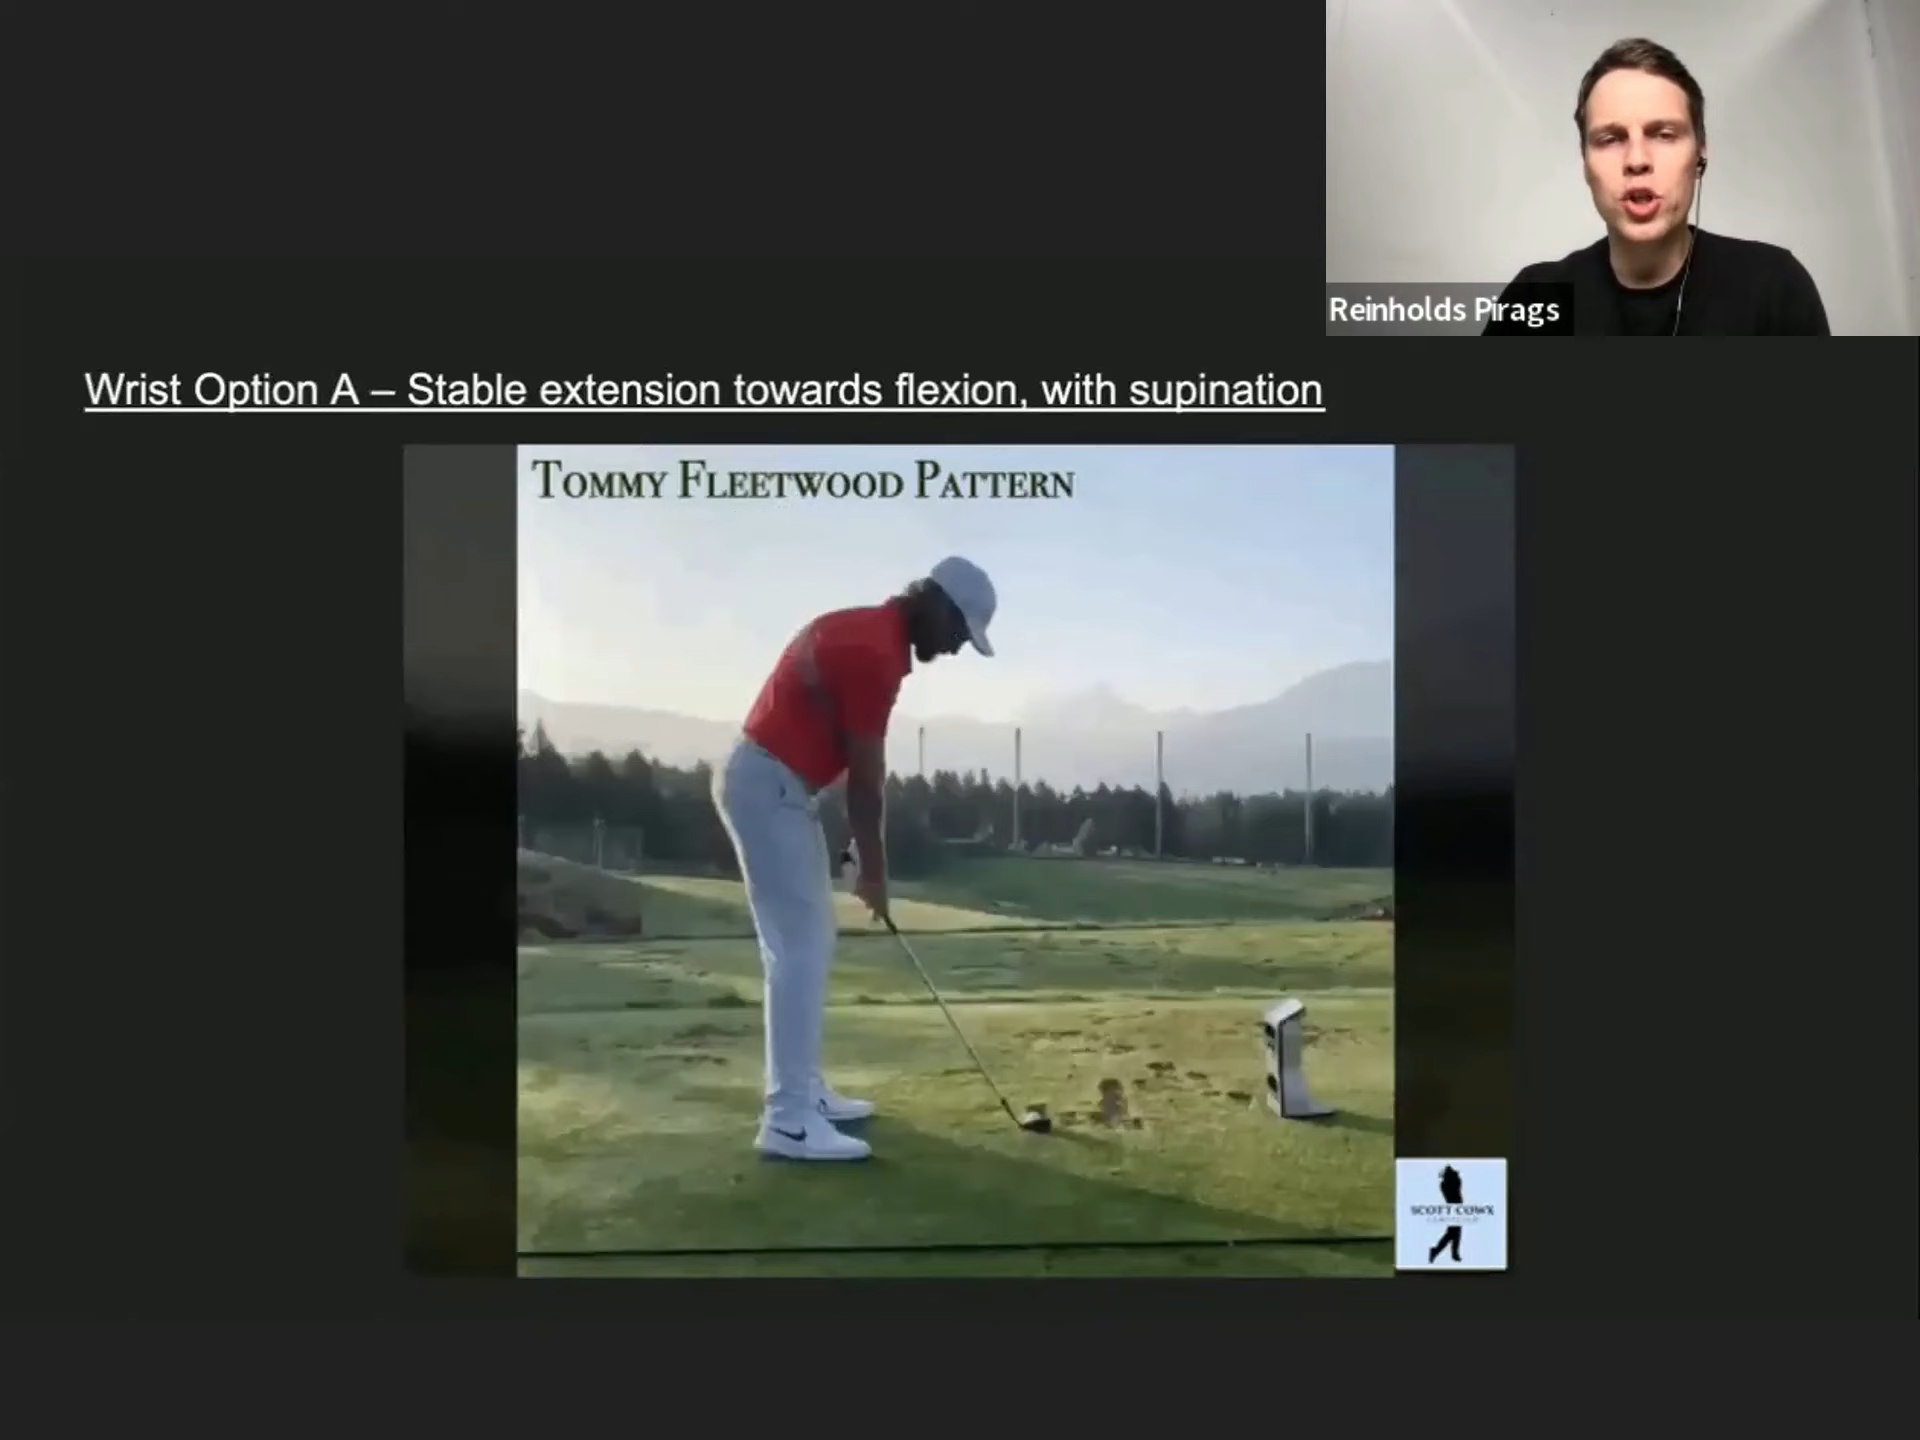 Reinholds Pirags
Wrist Option A – Stable extension towards flexion, with supination
TOMMY FLEETWOOD PATTERN
SCOTT COWX